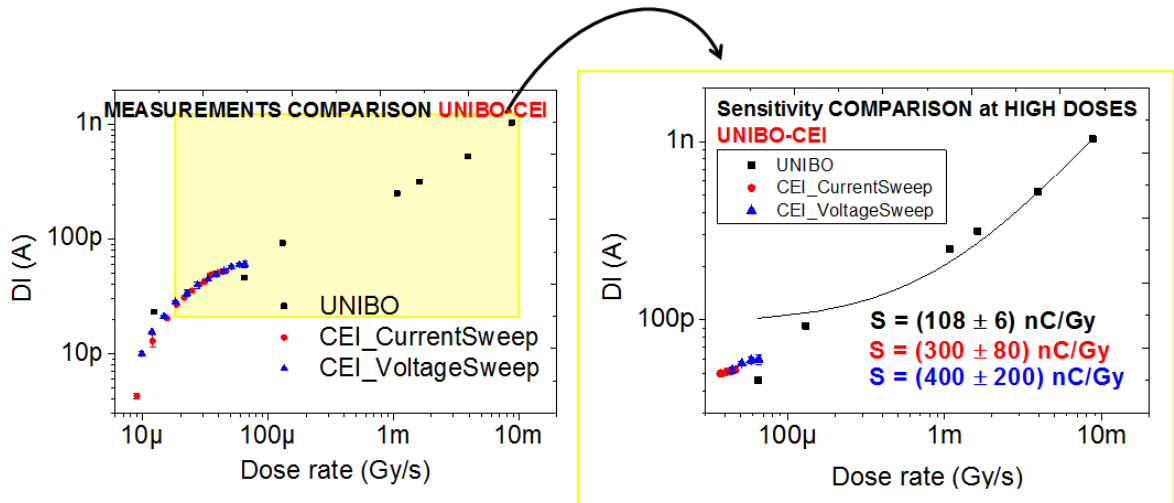 MEASUREMENTS COMPARISON UNIBO-CEI
1n
100p
10p
DI (A)
UNIBO
CEI_CurrentSweep
CEI_VoltageSweep
10µ
100µ
1m
10m
Dose rate (Gy/s)
Sensitivity COMPARISON at HIGH DOSES
UNIBO-CEI
UNIBO
CEI_CurrentSweep
CEI_VoltageSweep
1n
100p
DI (A)
S = (108 ± 6) nC/Gy
S = (300 ± 80) nC/Gy
S = (400 ± 200) nC/Gy
100µ
1m
10m
Dose rate (Gy/s)